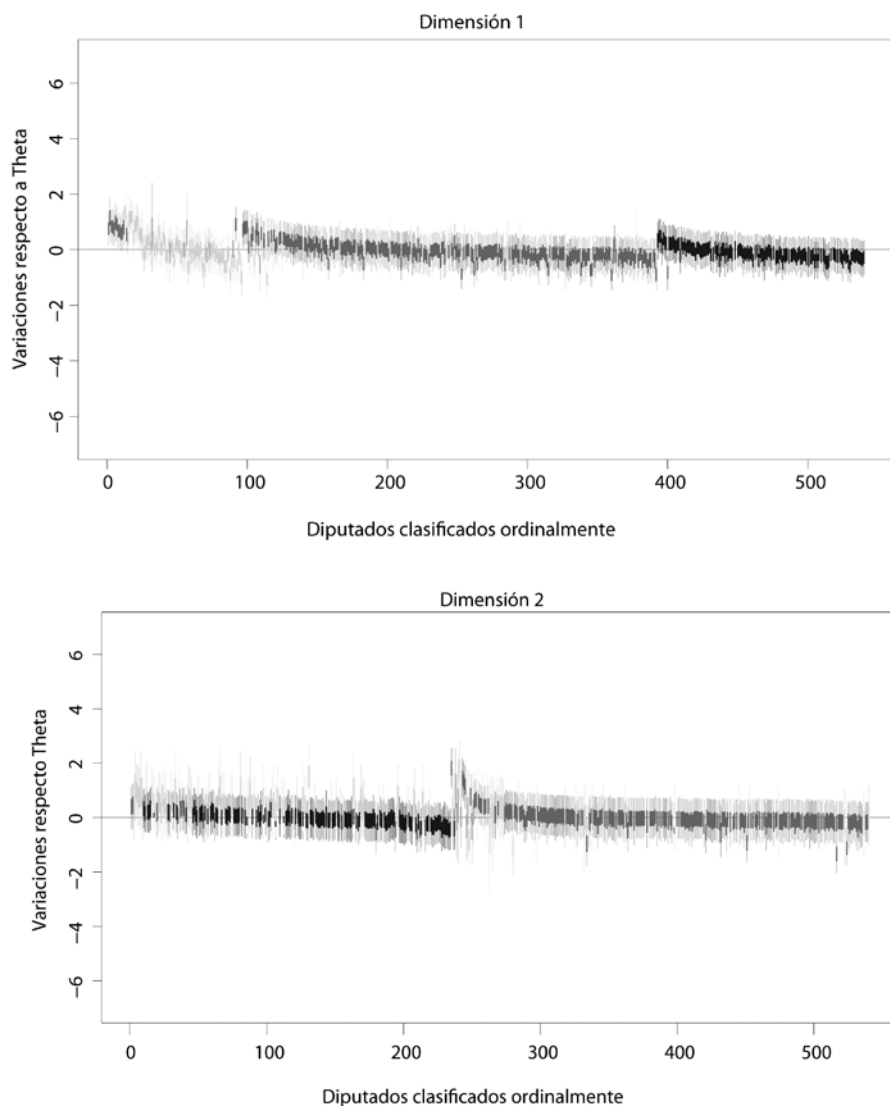 Dimensión 1
Variaciones respecto a Theta
6
4
2
0
−2
−4
−6
0 100 200 300 400 500
Diputados clasificados ordinalmente
Dimensión 2
Variaciones respecto Theta
6
4
2
0
−2
−4
−6
0 100 200 300 400 500
Diputados clasificados ordinalmente